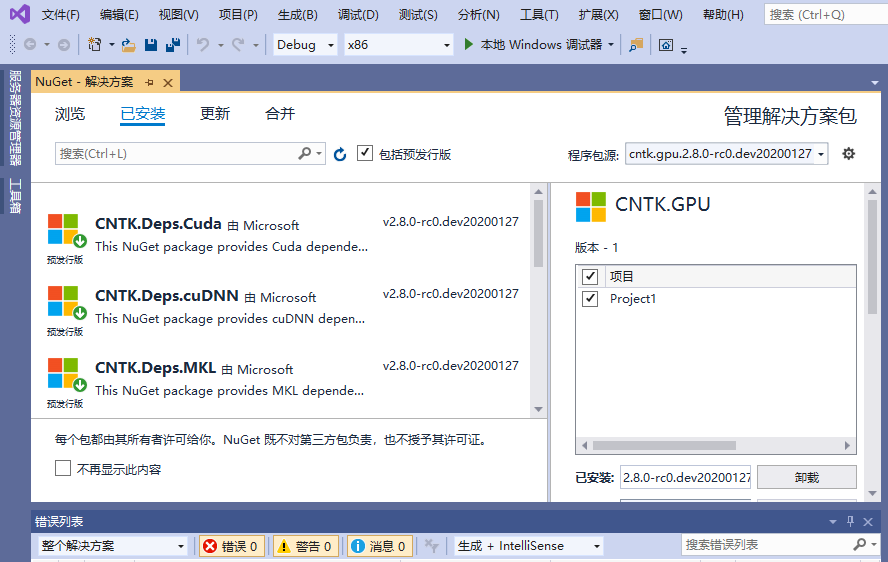 文件(F) 编辑(E) 视图(V) 项目(P) 生成(B) 调试(D) 测试(S) 分析(N) 工具(T) 扩展(X) 窗口(W) 帮助(H) 搜索 (Ctrl+Q)
Debug x86 本地 Windows 调试器
服务器资源管理器
工具箱
NuGet - 解决方案
浏览 已安装 更新 合并
管理解决方案包
搜索(Ctrl+L) 包括预发行版
程序包源: cntk.gpu.2.8.0-rc0.dev20200127
CNTK.Deps.Cuda 由 Microsoft v2.8.0-rc0.dev20200127
This NuGet package provides Cuda depende...
预发行版
CNTK.Deps.cuDNN 由 Microsoft v2.8.0-rc0.dev20200127
This NuGet package provides cuDNN depen...
预发行版
CNTK.Deps.MKL 由 Microsoft v2.8.0-rc0.dev20200127
This NuGet package provides MKL depende...
预发行版
每个包都由其所有者许可给你。NuGet 既不对第三方包负责，也不授予其许可证。
不再显示此内容
CNTK.GPU
版本 - 1
项目
Project1
已安装: 2.8.0-rc0.dev20200127 卸载
错误列表
整个解决方案 错误 0 警告 0 消息 0 生成 + IntelliSense 搜索错误列表